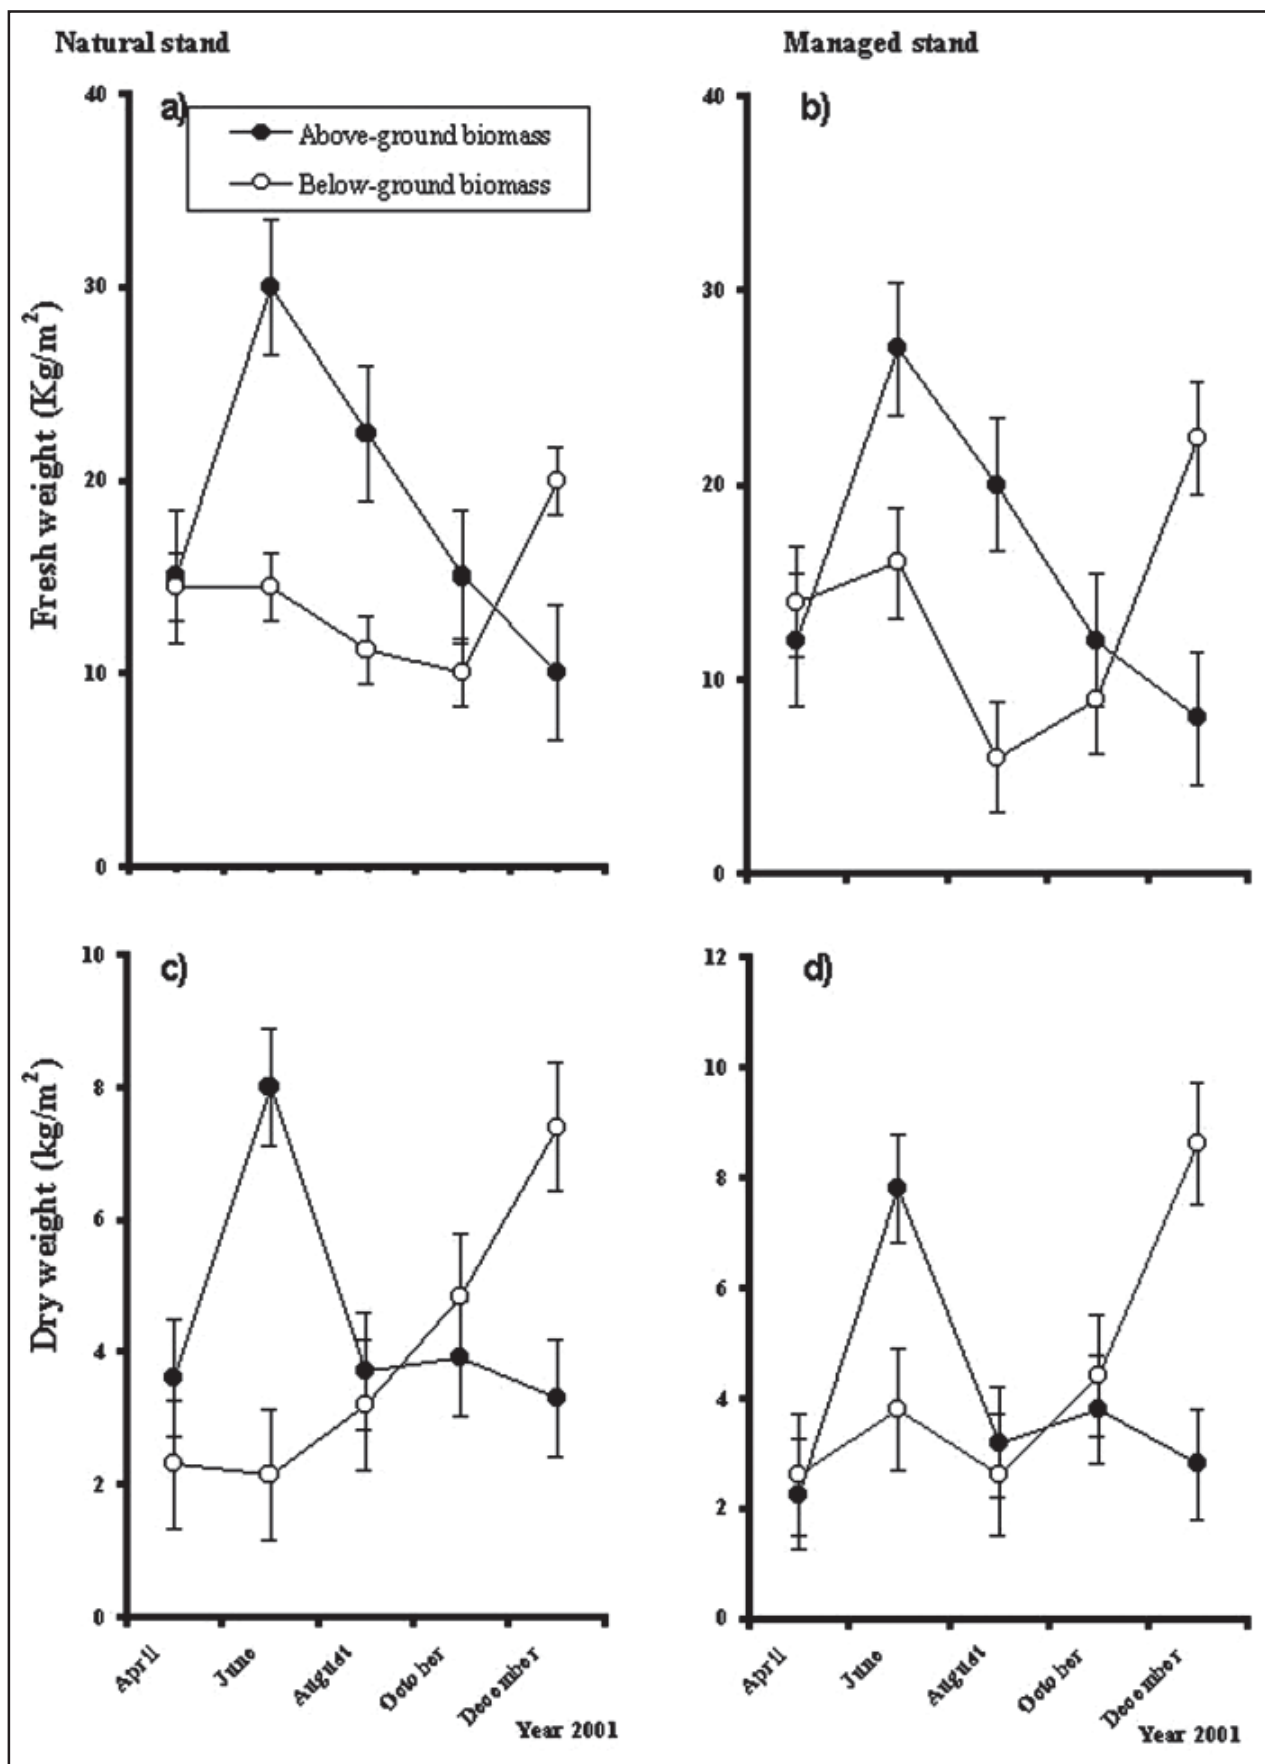 Natural stand
Managed stand
a)
Above-ground biomass
Below-ground biomass
Fresh weight (Kg/m²)
40
30
20
10
0
b)
40
30
20
10
0
c)
Dry weight (kg/m²)
10
8
6
4
2
0
April
June
August
October
December
Year 2001
d)
12
10
8
6
4
2
0
April
June
August
October
December
Year 2001